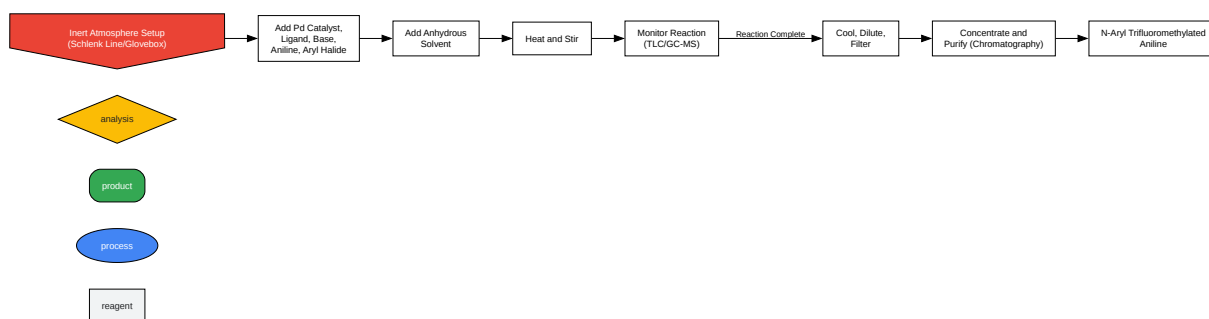 Inert Atmosphere Setup
(Schlenk Line/Glovebox)
Add Pd Catalyst,
Ligand, Base,
Aniline, Aryl Halide
Add Anhydrous
Solvent
Heat and Stir
Monitor Reaction
(TLC/GC-MS)
Reaction Complete
Cool, Dilute,
Filter
Concentrate and
Purify (Chromatography)
N-Aryl Trifluoromethylated
Aniline
analysis
product
process
reagent